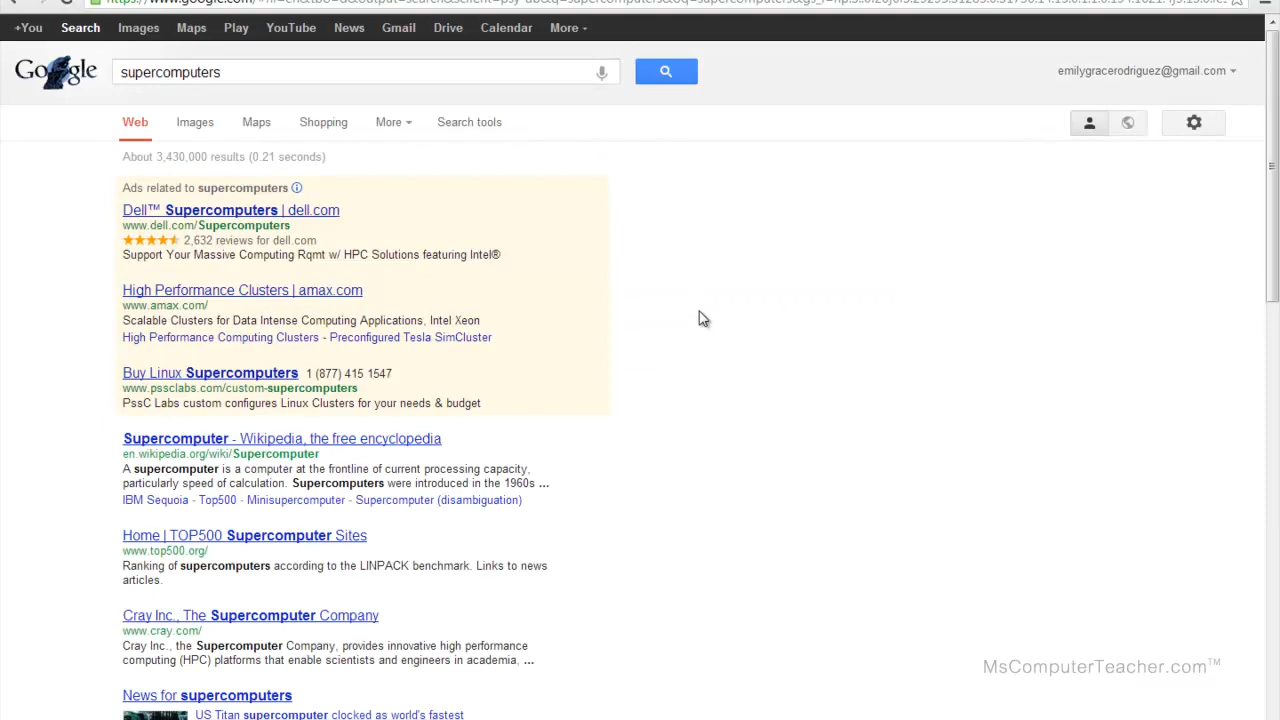 +You Search Images Maps Play YouTube News Gmail Drive Calendar More
Google supercomputers emilygracerodriguez@gmail.com
Web Images Maps Shopping More Search tools
About 3,430,000 results (0.21 seconds)
Ads related to supercomputers
Dell™ Supercomputers | dell.com
www.dell.com/Supercomputers
2,632 reviews for dell.com
Support Your Massive Computing Rqmt w/ HPC Solutions featuring Intel®
High Performance Clusters | amax.com
www.amax.com/
Scalable Clusters for Data Intense Computing Applications, Intel Xeon
High Performance Computing Clusters - Preconfigured Tesla SimCluster
Buy Linux Supercomputers 1 (877) 415 1547
www.pssclabs.com/custom-supercomputers
PssC Labs custom configures Linux Clusters for your needs & budget
Supercomputer - Wikipedia, the free encyclopedia
en.wikipedia.org/wiki/Supercomputer
A supercomputer is a computer at the frontline of current processing capacity,
particularly speed of calculation. Supercomputers were introduced in the 1960s ...
IBM Sequoia - Top500 - Minisupercomputer - Supercomputer (disambiguation)
Home | TOP500 Supercomputer Sites
www.top500.org/
Ranking of supercomputers according to the LINPACK benchmark. Links to news
articles.
Cray Inc., The Supercomputer Company
www.cray.com/
Cray Inc., the Supercomputer Company, provides innovative high performance
computing (HPC) platforms that enable scientists and engineers in academia, ...
MsComputerTeacher.com™
News for supercomputers
US Titan supercomputer clocked as world's fastest